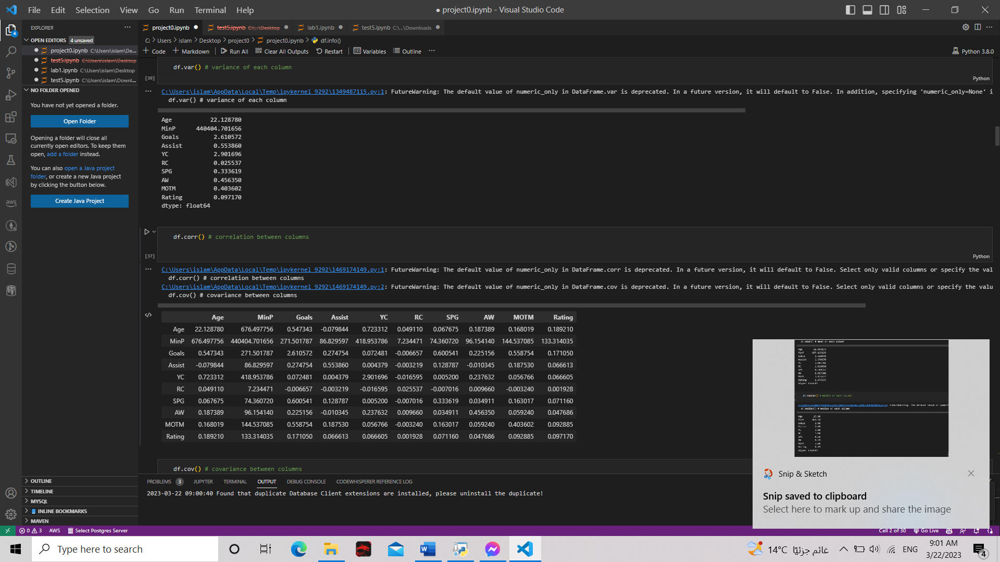 File Edit Selection View Go Run Terminal Help
● project0.ipynb - Visual Studio Code
EXPLORER
OPEN EDITORS 4 unsaved
project0.ipynb C:\Users\islam\De...
test5.ipynb C:\Users\islam\Desktop
lab1.ipynb C:\Users\islam\Desktop
test5.ipynb C:\Users\islam\Downl...
NO FOLDER OPENED
You have not yet opened a folder.
Open Folder
Opening a folder will close all
currently open editors. To keep them
open, add a folder instead.
You can also open a Java project
folder, or create a new Java project
by clicking the button below.
Create Java Project
OUTLINE
TIMELINE
MYSQL
INLINE BOOKMARKS
MAVEN
4
aws
project0.ipynb test5.ipynb C:\...\Desktop lab1.ipynb test5.ipynb C:\...\Downloads
C: > Users > islam > Desktop > project0 > project0.ipynb > df.info()
+ Code + Markdown Run All Clear All Outputs Restart Variables Outline ...
Python 3.8.0
df.var() # variance of each column
[39]
Python
C:\Users\islam\AppData\Local\Temp\ipykernel_9292\1349487115.py:1: FutureWarning: The default value of numeric_only in DataFrame.var is deprecated. In a future version, it will default to False. In addition, specifying 'numeric_only=None' i
df.var() # variance of each column
Age 22.128780
MinP 440404.701656
Goals 2.610572
Assist 0.553860
YC 2.901696
RC 0.025537
SPG 0.333619
AW 0.456350
MOTM 0.403602
Rating 0.097170
dtype: float64
df.corr() # correlation between columns
[37]
Python
C:\Users\islam\AppData\Local\Temp\ipykernel_9292\1469174149.py:1: FutureWarning: The default value of numeric_only in DataFrame.corr is deprecated. In a future version, it will default to False. Select only valid columns or specify the val
df.corr() # correlation between columns
C:\Users\islam\AppData\Local\Temp\ipykernel_9292\1469174149.py:2: FutureWarning: The default value of numeric_only in DataFrame.cov is deprecated. In a future version, it will default to False. Select only valid columns or specify the valu
df.cov() # covariance between columns
Age MinP Goals Assist YC RC SPG AW MOTM Rating
Age 22.128780 676.497756 0.547343 -0.079844 0.723312 0.049110 0.067675 0.187389 0.168019 0.189210
MinP 676.497756 440404.701656 271.501787 86.829597 418.953786 7.234471 74.360720 96.154140 144.537085 133.314035
Goals 0.547343 271.501787 2.610572 0.274754 0.072481 -0.006657 0.600541 0.225156 0.558754 0.171050
Assist -0.079844 86.829597 0.274754 0.553860 0.004379 -0.003219 0.128787 -0.010345 0.187530 0.066613
YC 0.723312 418.953786 0.072481 0.004379 2.901696 -0.016595 0.005200 0.237632 0.056766 0.066605
RC 0.049110 7.234471 -0.006657 -0.003219 -0.016595 0.025537 -0.007016 0.009660 -0.003240 0.001928
SPG 0.067675 74.360720 0.600541 0.128787 0.005200 -0.007016 0.333619 0.034911 0.163017 0.071160
AW 0.187389 96.154140 0.225156 -0.010345 0.237632 0.009660 0.034911 0.456350 0.059240 0.047686
MOTM 0.168019 144.537085 0.558754 0.187530 0.056766 -0.003240 0.163017 0.059240 0.403602 0.092885
Rating 0.189210 133.314035 0.171050 0.066613 0.066605 0.001928 0.071160 0.047686 0.092885 0.097170
df.cov() # covariance between columns
PROBLEMS 3 JUPYTER TERMINAL OUTPUT DEBUG CONSOLE CODEWHISPERER REFERENCE LOG
2023-03-22 09:00:40 Found that duplicate Database Client extensions are installed, please uninstall the duplicate!
df.mean() # mean of each column
df.median() # median of each column
df.median() # median of each column
Snip & Sketch
Snip saved to clipboard
Select here to mark up and share the image
0 3 AWS Select Postgres Server
Cell 2 of 30 Go Live
Type here to search
14°C غائم جزئيًا
ENG
9:01 AM
3/22/2023
4